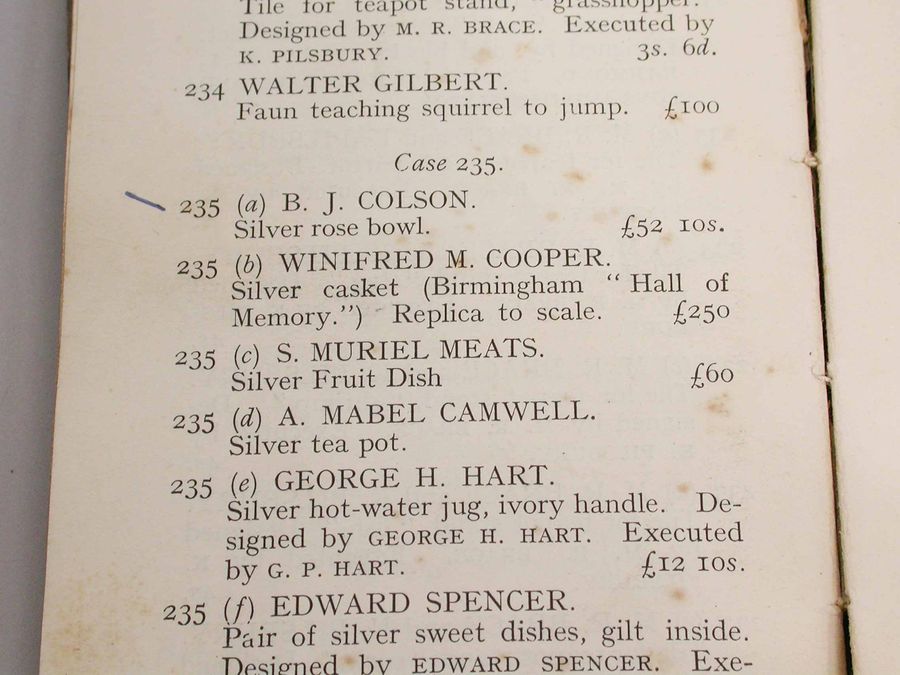 Tile for teapot stand, "grasshopper."
Designed by M. R. BRACE. Executed by
K. PILSBURY. 3s. 6d.
234 WALTER GILBERT.
Faun teaching squirrel to jump. £100
Case 235.
235 (a) B. J. COLSON.
Silver rose bowl. £52 10s.
235 (b) WINIFRED M. COOPER.
Silver casket (Birmingham "Hall of
Memory.") Replica to scale. £250
235 (c) S. MURIEL MEATS.
Silver Fruit Dish £60
235 (d) A. MABEL CAMWELL.
Silver tea pot.
235 (e) GEORGE H. HART.
Silver hot-water jug, ivory handle. De-
signed by GEORGE H. HART. Executed
by G. P. HART. £12 10s.
235 (f) EDWARD SPENCER.
Pair of silver sweet dishes, gilt inside.
Designed by EDWARD SPENCER. Exe-